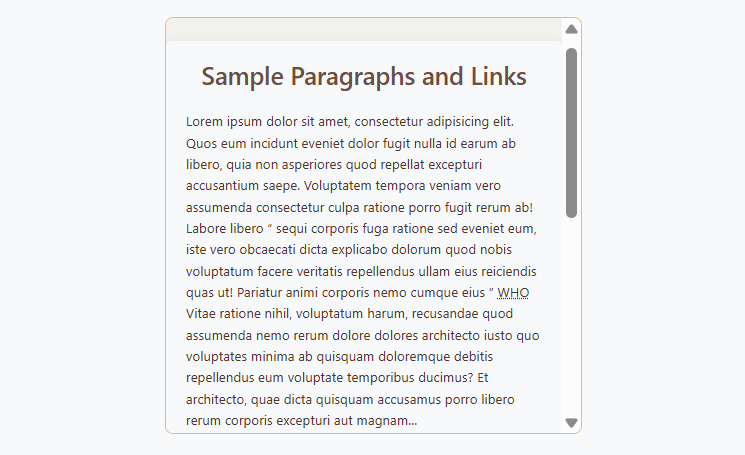 Sample Paragraphs and Links
Lorem ipsum dolor sit amet, consectetur adipisicing elit.
Quos eum incidunt eveniet dolor fugit nulla id earum ab
libero, quia non asperiores quod repellat excepturi
accusantium saepe. Voluptatem tempora veniam vero
assumenda consectetur culpa ratione porro fugit rerum ab!
Labore libero “ sequi corporis fuga ratione sed eveniet eum,
iste vero obcaecati dicta explicabo dolorum quod nobis
voluptatum facere veritatis repellendus ullam eius reiciendis
quas ut! Pariatur animi corporis nemo cumque eius ” WHO
Vitae ratione nihil, voluptatum harum, recusandae quod
assumenda nemo rerum dolore dolores architecto iusto quo
voluptates minima ab quisquam doloremque debitis
repellendus eum voluptate temporibus ducimus? Et
architecto, quae dicta quisquam accusamus porro libero
rerum corporis excepturi aut magnam...